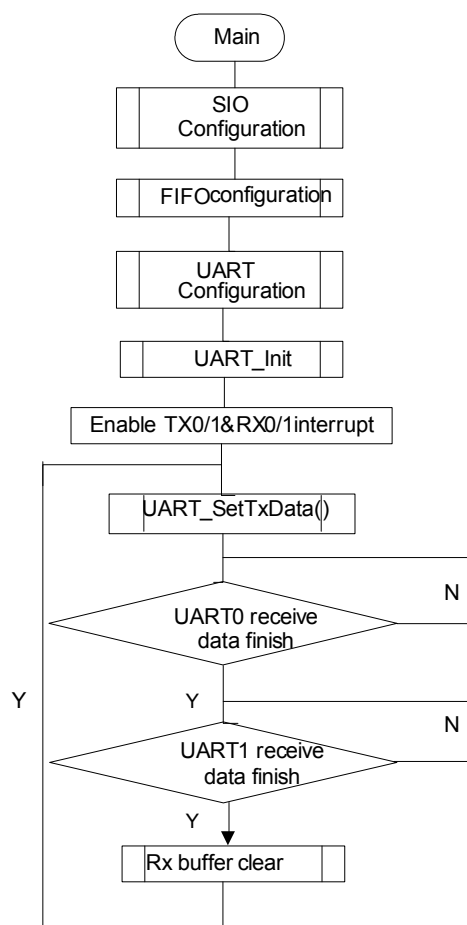 Main
SIO
Configuration
FIFOconfiguration
UART
Configuration
UART_Init
Enable TX0/1&RX0/1interrupt
UART_SetTxData()
N
UART0 receive
data finish
Y
Y
N
UART1 receive
data finish
Y
Rx buffer clear